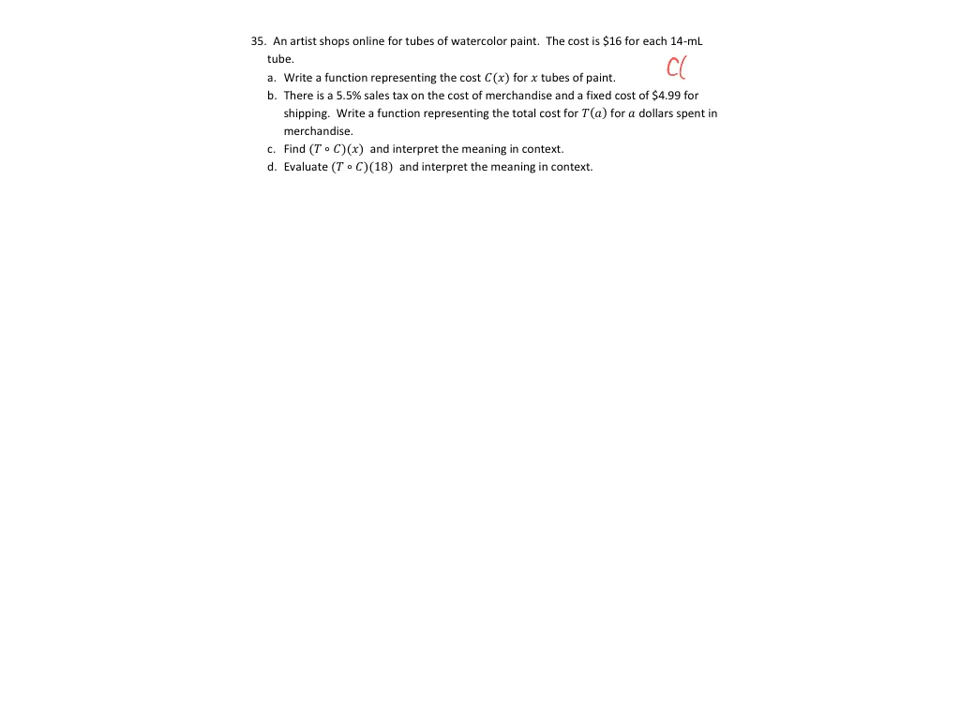 35. An artist shops online for tubes of watercolor paint. The cost is $16 for each 14-mL
tube.
C(
a. Write a function representing the cost C(x) for x tubes of paint.
b. There is a 5.5% sales tax on the cost of merchandise and a fixed cost of $4.99 for
shipping. Write a function representing the total cost for T(a) for a dollars spent in
merchandise.
c. Find (T ∘ C)(x) and interpret the meaning in context.
d. Evaluate (T ∘ C)(18) and interpret the meaning in context.